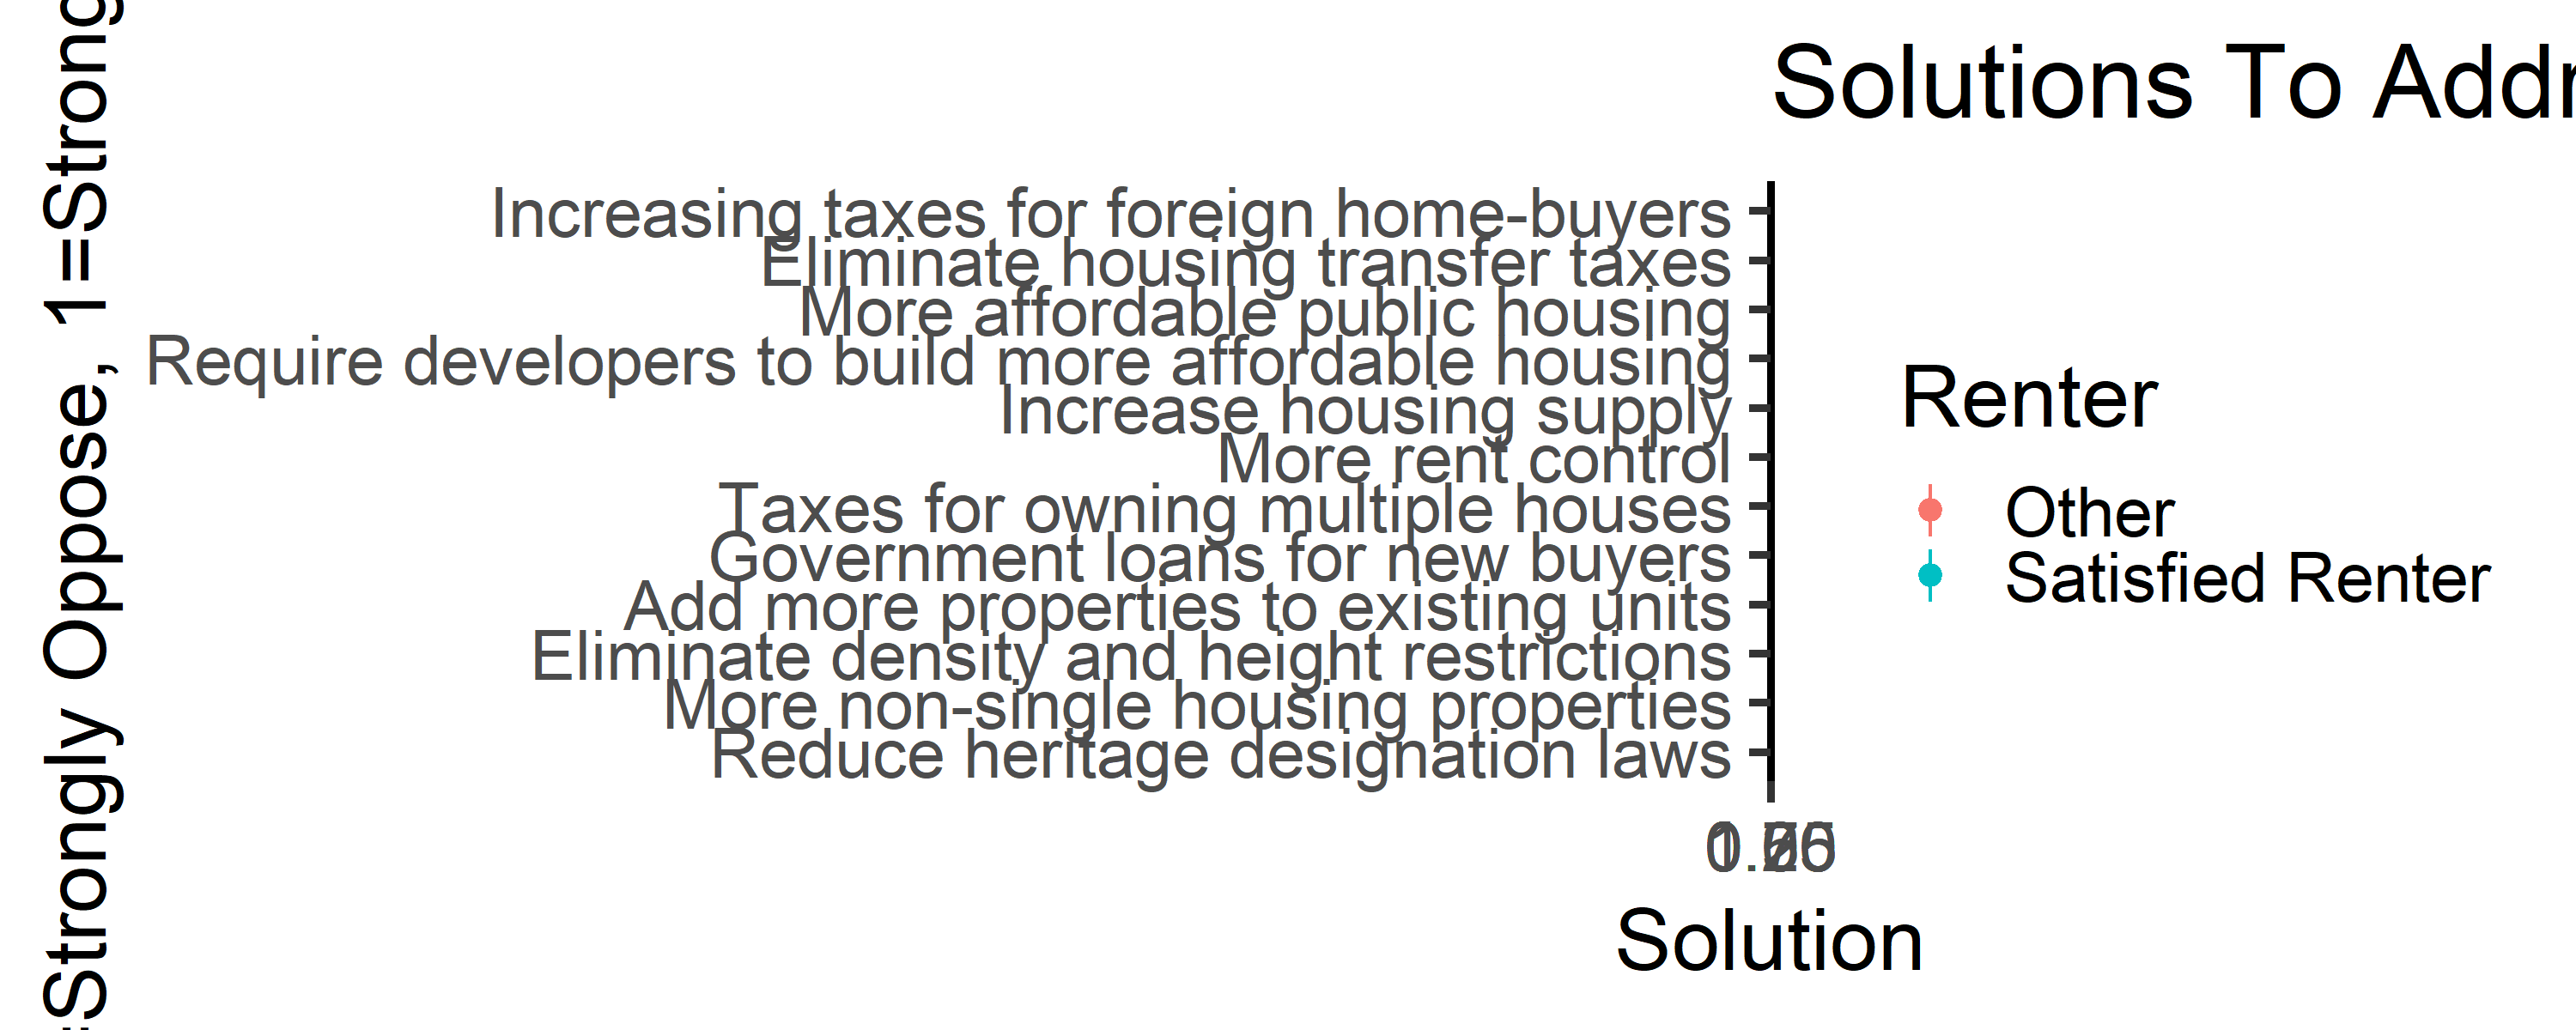 Solutions To Addr
Strongly Oppose, 1=Strong
Increasing taxes for foreign home-buyers
Eliminate housing transfer taxes
More affordable public housing
Require developers to build more affordable housing
Increase housing supply
More rent control
Taxes for owning multiple houses
Government loans for new buyers
Add more properties to existing units
Eliminate density and height restrictions
More non-single housing properties
Reduce heritage designation laws
Solution
Renter
Other
Satisfied Renter